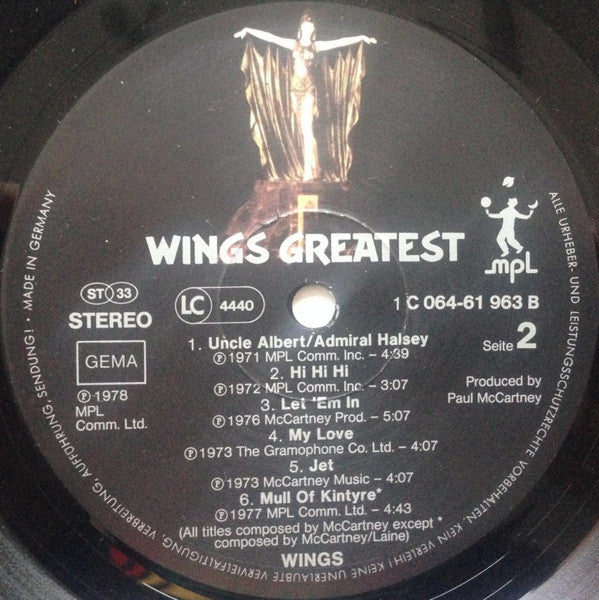 WINGS GREATEST
mpl
ST 33
STEREO
LC 4440
1 C 064-61 963 B
GEMA
Seite 2
℗ 1978
MPL
Comm. Ltd.
Produced by
Paul McCartney
1. Uncle Albert/Admiral Halsey
℗ 1971 MPL Comm. Inc. – 4:39
2. Hi Hi Hi
℗ 1972 MPL Comm. Inc. – 3:07
3. Let 'Em In
℗ 1976 McCartney Prod. – 5:07
4. My Love
℗ 1973 The Gramophone Co. Ltd. – 4:07
5. Jet
℗ 1973 McCartney Music – 4:07
6. Mull Of Kintyre*
℗ 1977 MPL Comm. Ltd. – 4:43
(All titles composed by McCartney except *
composed by McCartney/Laine)
WINGS
ALLE URHEBER- UND LEISTUNGSSCHUTZRECHTE VORBEHALTEN. KEIN VERLEIH! KEINE UNERLAUBTE VERVIELFÄLTIGUNG, VERBREITUNG, AUFFÜHRUNG, SENDUNG! · MADE IN GERMANY